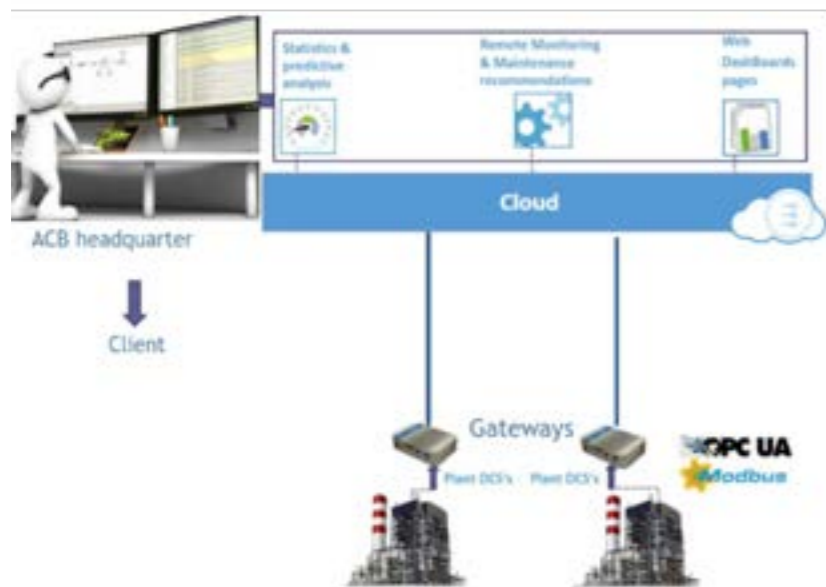 Statistics &
predictive
analysis
Remote Monitoring
& Maintenance
recommendations
Web
DashBoards
pages
Cloud
ACB headquarter
Client
Gateways
OPC UA
Modbus
Plant DCS's
Plant DCS's